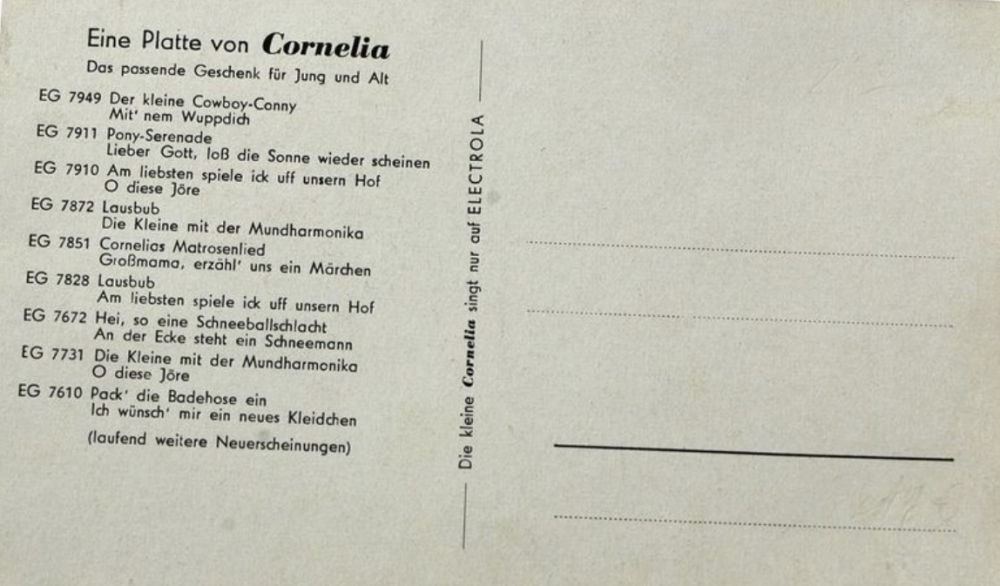 Eine Platte von Cornelia
Das passende Geschenk für Jung und Alt
EG 7949 Der kleine Cowboy-Conny
Mit' nem Wuppdich
EG 7911 Pony-Serenade
Lieber Gott, loß die Sonne wieder scheinen
EG 7910 Am liebsten spiele ick uff unsern Hof
O diese Jöre
EG 7872 Lausbub
Die Kleine mit der Mundharmonika
EG 7851 Cornelias Matrosenlied
Großmama, erzähl' uns ein Märchen
EG 7828 Lausbub
Am liebsten spiele ick uff unsern Hof
EG 7672 Hei, so eine Schneeballschlacht
An der Ecke steht ein Schneemann
EG 7731 Die Kleine mit der Mundharmonika
O diese Jöre
EG 7610 Pack' die Badehose ein
Ich wünsch' mir ein neues Kleidchen
(laufend weitere Neuerscheinungen)
Die kleine Cornelia singt nur auf ELECTROLA